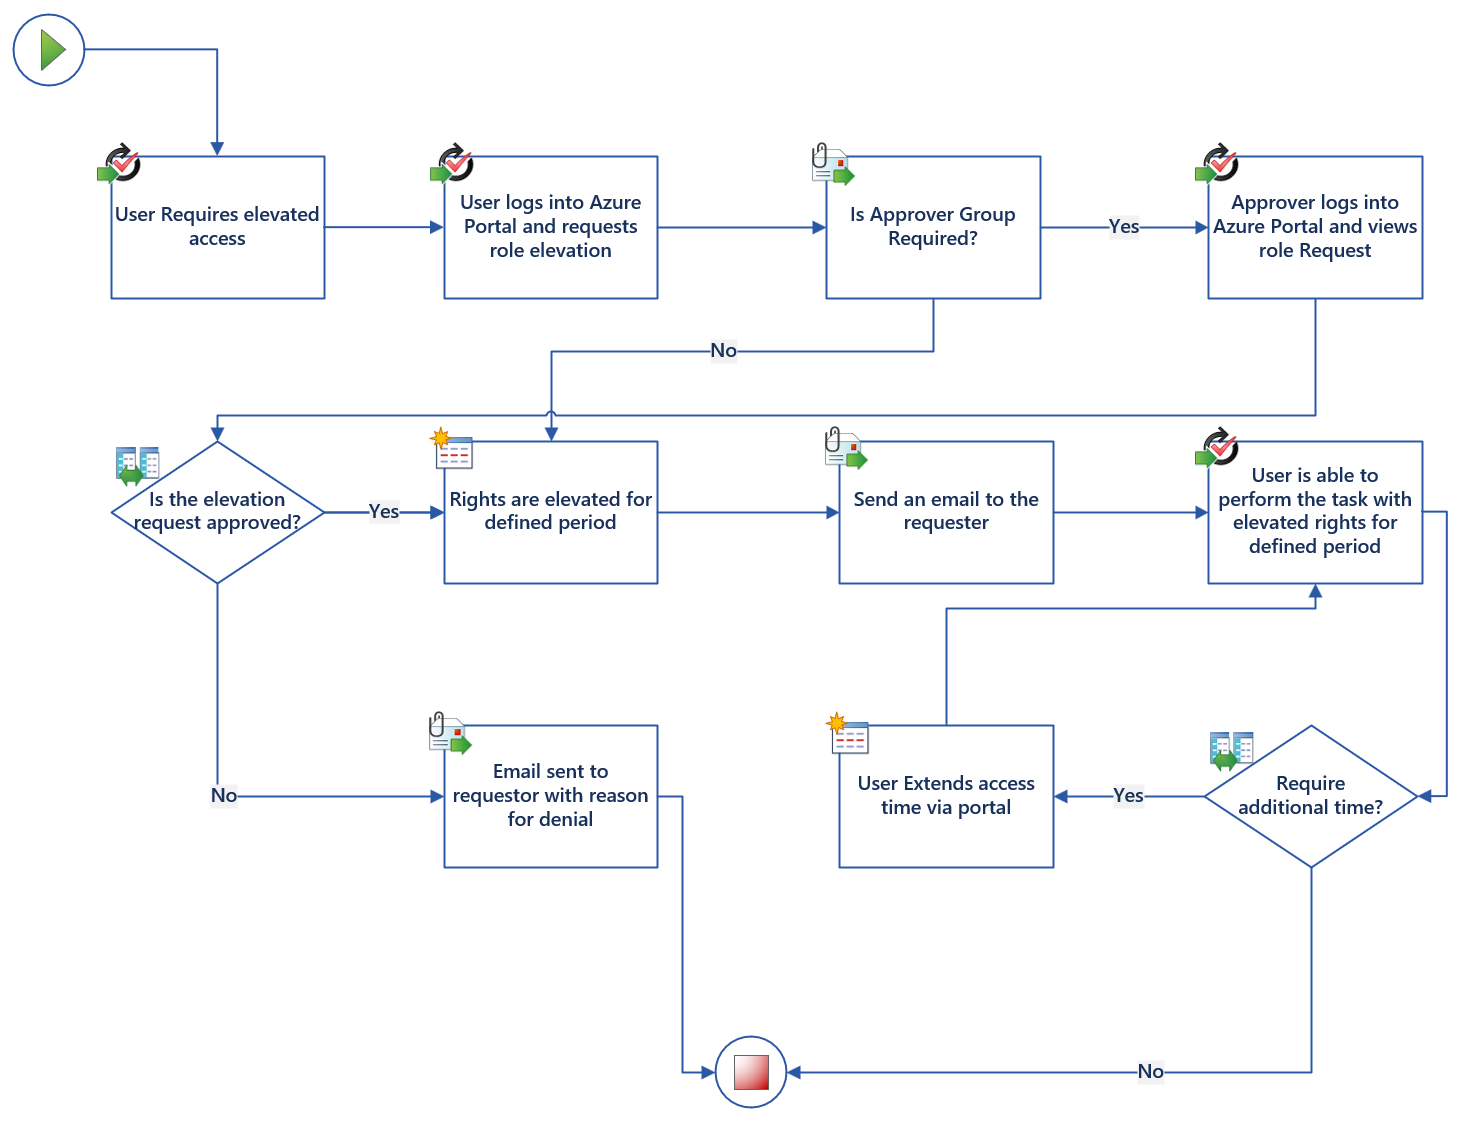 User Requires elevated
access
User logs into Azure
Portal and requests
role elevation
Is Approver Group
Required?
Yes
Approver logs into
Azure Portal and views
role Request
No
Is the elevation
request approved?
Yes
Rights are elevated for
defined period
Send an email to the
requester
User is able to
perform the task with
elevated rights for
defined period
No
Email sent to
requestor with reason
for denial
User Extends access
time via portal
Yes
Require
additional time?
No